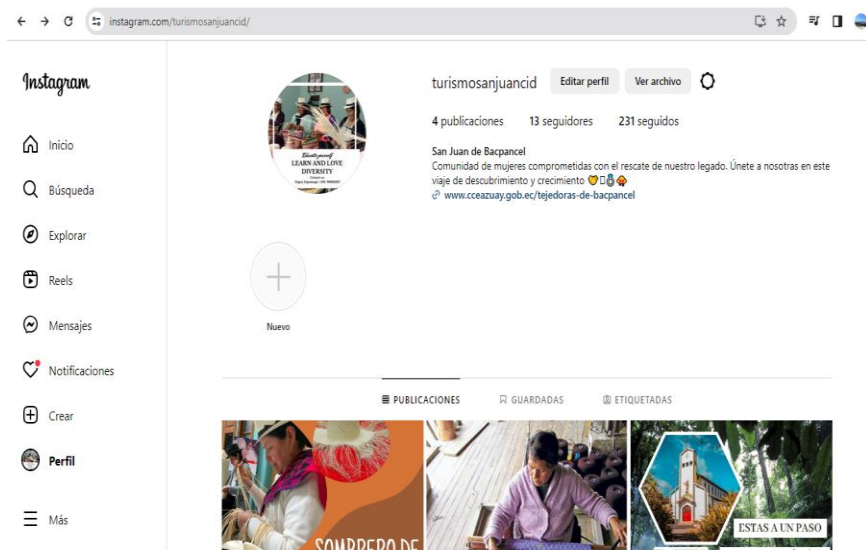 instagram.com/turismosanjuancid/
Instagram
Inicio
Búsqueda
Explorar
Reels
Mensajes
Notificaciones
Crear
Perfil
Más
turismosanjuancid
Editar perfil
Ver archivo
4 publicaciones 13 seguidores 231 seguidos
San Juan de Bacpancel
Comunidad de mujeres comprometidas con el rescate de nuestro legado. Únete a nosotras en este
viaje de descubrimiento y crecimiento
www.cceazuay.gob.ec/tejedoras-de-bacpancel
LEARN AND LOVE
DIVERSITY
Nuevo
PUBLICACIONES
GUARDADAS
ETIQUETADAS
SOMBRERO DE
ESTAS A UN PASO